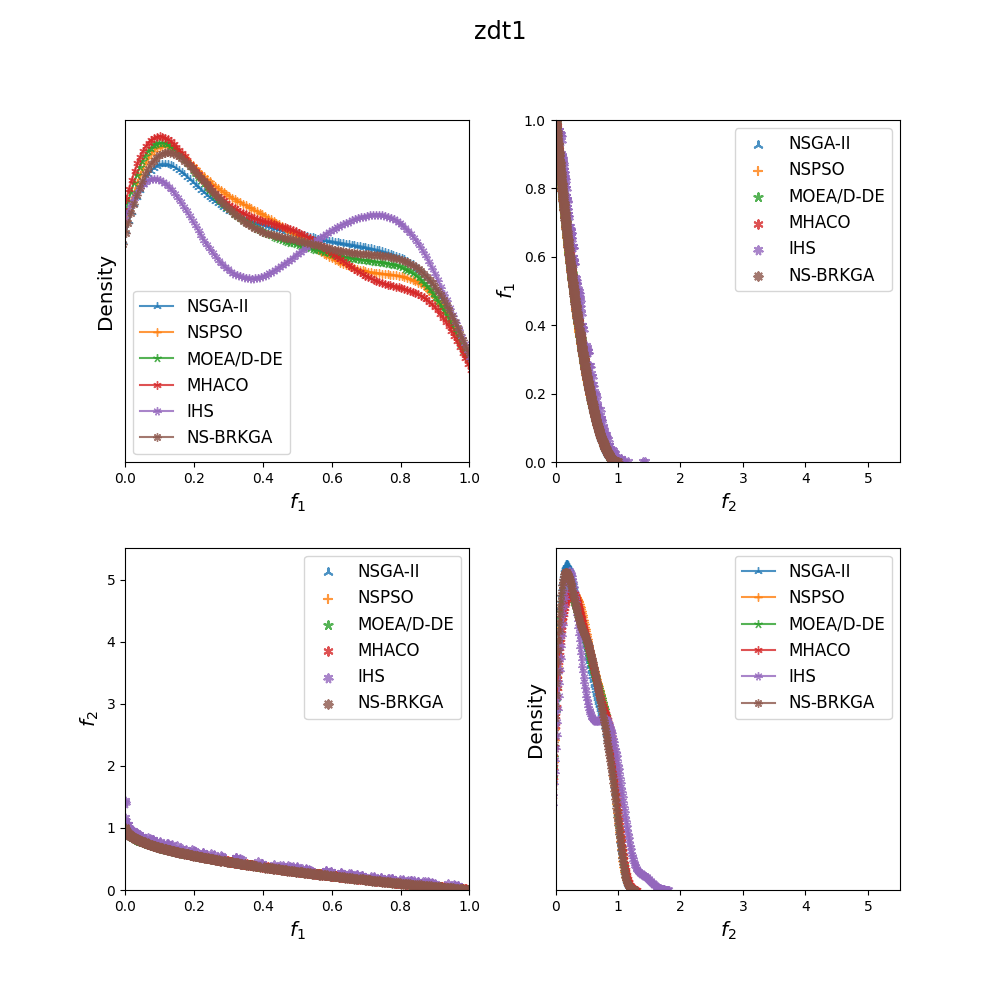 zdt1
Density
NSGA-II
NSPSO
MOEA/D-DE
MHACO
IHS
NS-BRKGA
0.0 0.2 0.4 0.6 0.8 1.0
f₁
1.0
0.8
0.6
0.4
0.2
0.0
f₁
NSGA-II
NSPSO
MOEA/D-DE
MHACO
IHS
NS-BRKGA
0 1 2 3 4 5
f₂
5
4
3
2
1
0
f₂
NSGA-II
NSPSO
MOEA/D-DE
MHACO
IHS
NS-BRKGA
0.0 0.2 0.4 0.6 0.8 1.0
f₁
Density
NSGA-II
NSPSO
MOEA/D-DE
MHACO
IHS
NS-BRKGA
0 1 2 3 4 5
f₂